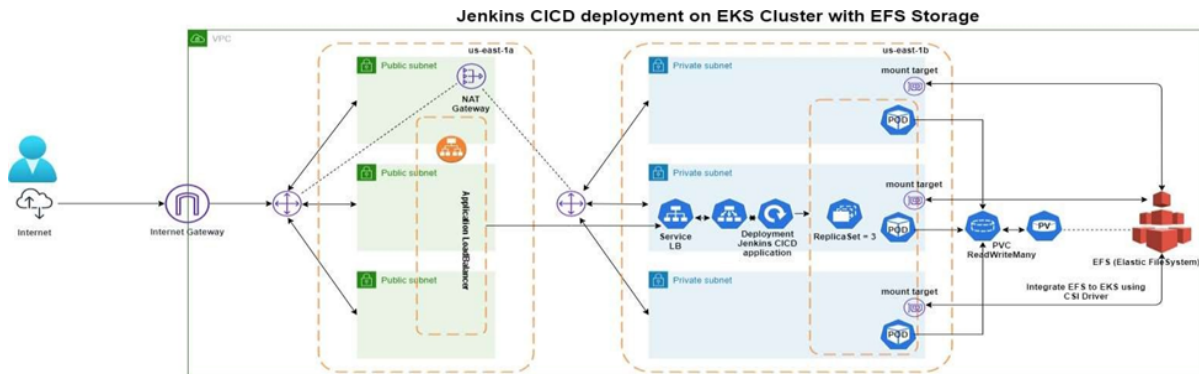 Jenkins CICD deployment on EKS Cluster with EFS Storage
VPC
us-east-1a
us-east-1b
Public subnet
Private subnet
NAT
Gateway
mount target
POD
Public subnet
Private subnet
Application LoadBalancer
mount target
Internet
Internet Gateway
Service
LB
Deployment
Jenkins CICD
application
ReplicaSet = 3
POD
PVC
ReadWriteMany
PV
EFS (Elastic FileSystem)
Public subnet
Private subnet
mount target
POD
Integrate EFS to EKS using
CSI Driver